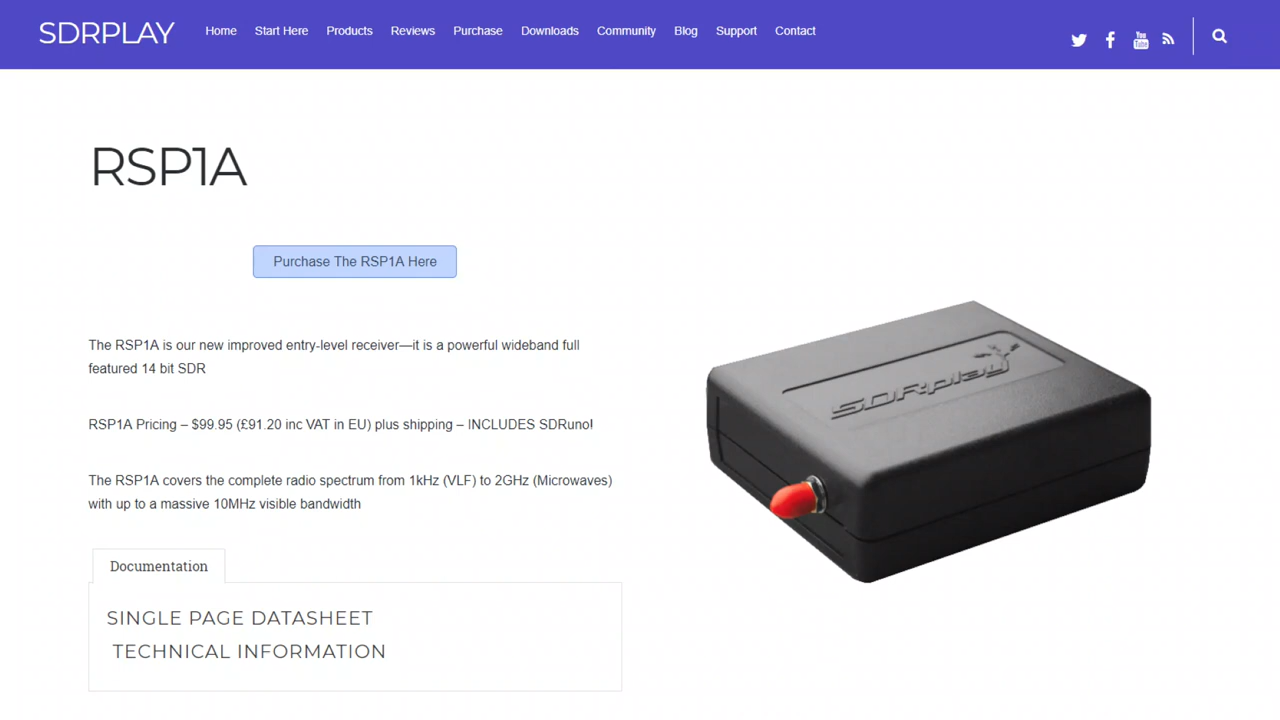 SDRPLAY
Home Start Here Products Reviews Purchase Downloads Community Blog Support Contact
You Tube
RSP1A
Purchase The RSP1A Here
The RSP1A is our new improved entry-level receiver—it is a powerful wideband full
featured 14 bit SDR
RSP1A Pricing – $99.95 (£91.20 inc VAT in EU) plus shipping – INCLUDES SDRuno!
The RSP1A covers the complete radio spectrum from 1kHz (VLF) to 2GHz (Microwaves)
with up to a massive 10MHz visible bandwidth
SDRplay
Documentation
SINGLE PAGE DATASHEET
TECHNICAL INFORMATION